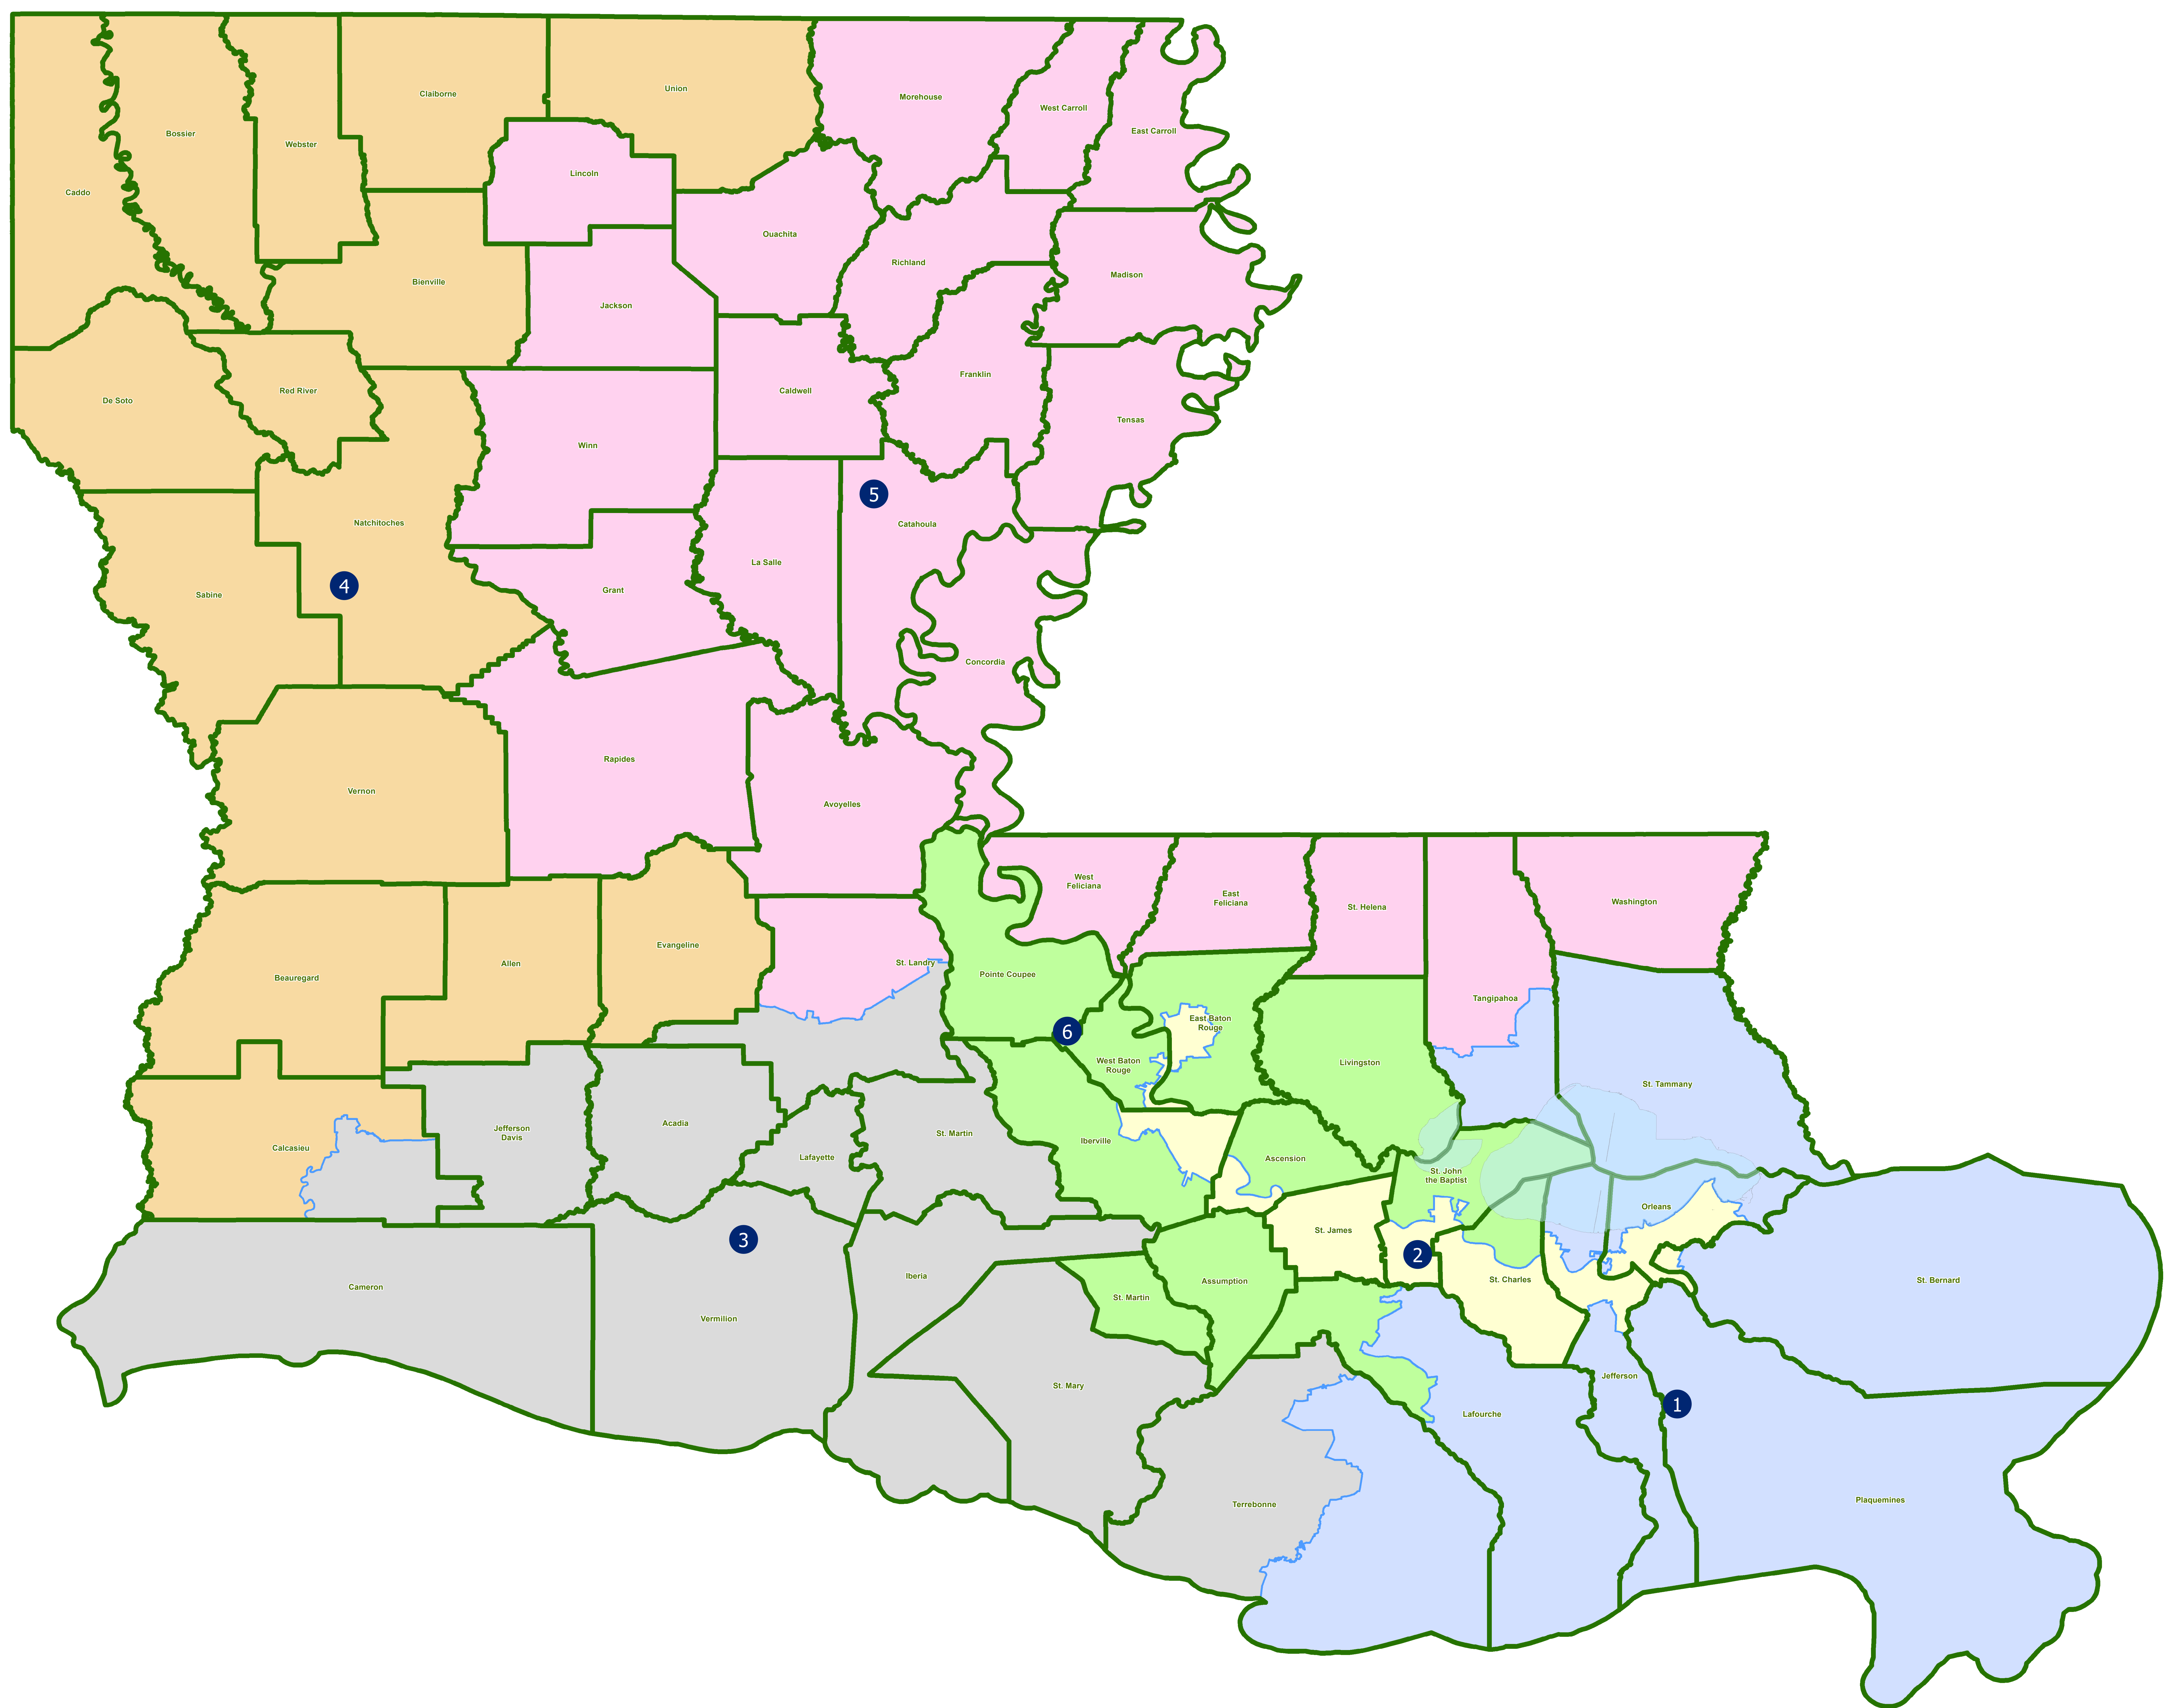 Claiborne
Union
Morehouse
West Carroll
East Carroll
Bossier
Webster
Caddo
Lincoln
Ouachita
Richland
Madison
Bienville
Jackson
Franklin
Caldwell
Red River
De Soto
Tensas
Winn
5
Natchitoches
Catahoula
La Salle
4
Sabine
Grant
Concordia
Rapides
Vernon
Avoyelles
West
Feliciana
East
Feliciana
St. Helena
Washington
Evangeline
Allen
St. Landry
Beauregard
Pointe Coupee
Tangipahoa
6
East Baton
Rouge
West Baton
Rouge
Livingston
St. Tammany
Acadia
Jefferson
Davis
St. Martin
Iberville
Calcasieu
Lafayette
Ascension
St. John
the Baptist
Orleans
St. James
3
2
Iberia
Assumption
St. Charles
St. Bernard
Cameron
St. Martin
Vermilion
Jefferson
St. Mary
1
Lafourche
Terrebonne
Plaquemines